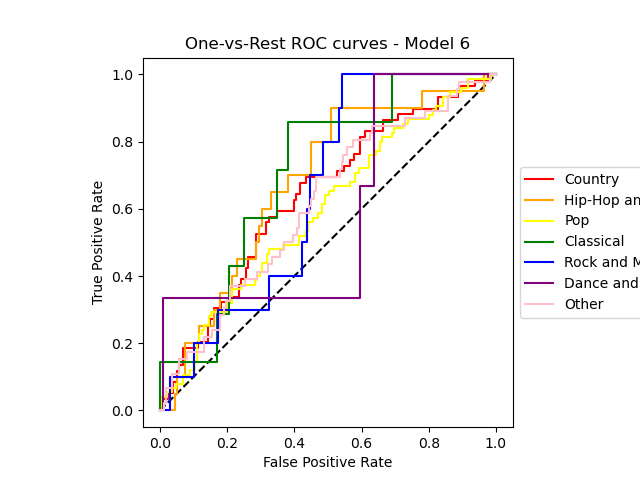 One-vs-Rest ROC curves - Model 6
True Positive Rate
1.0
0.8
0.6
0.4
0.2
0.0
0.0 0.2 0.4 0.6 0.8 1.0
False Positive Rate
Country
Hip-Hop an
Pop
Classical
Rock and M
Dance and
Other